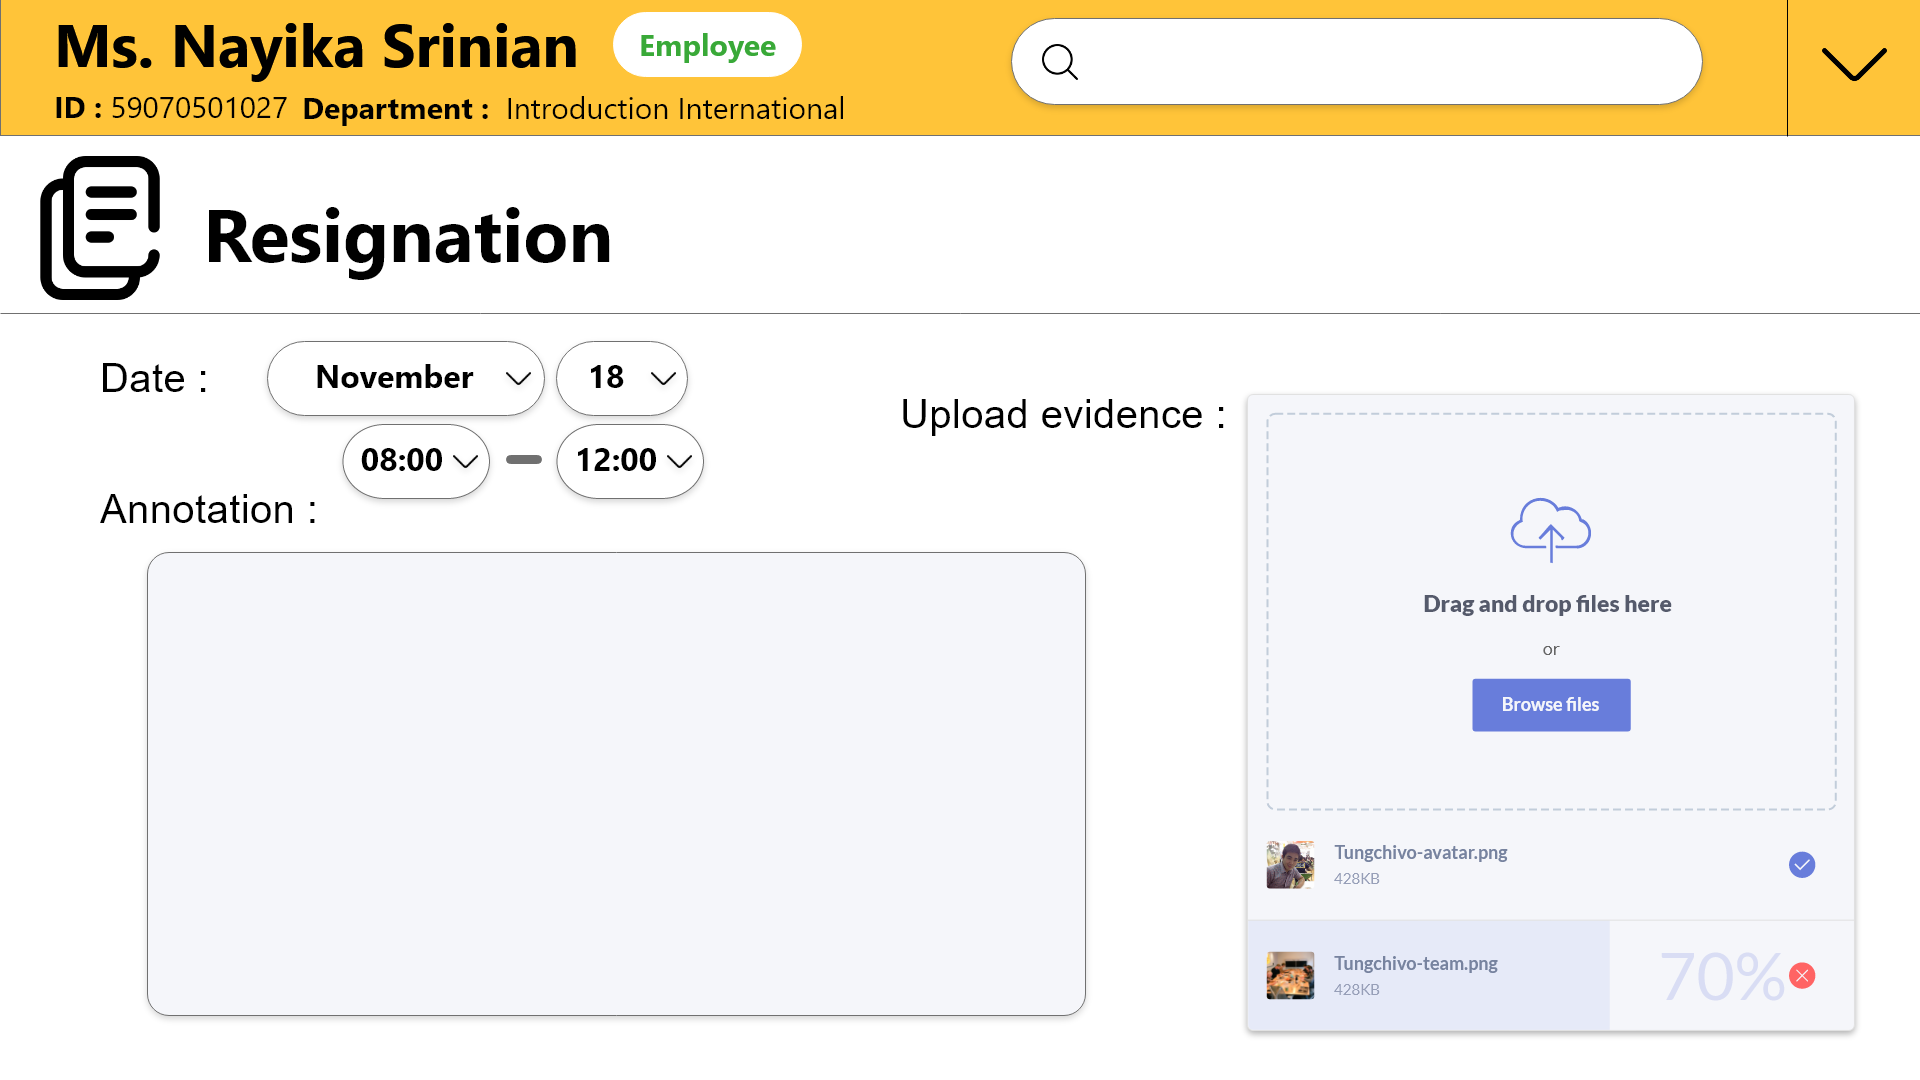 Ms. Nayika Srinian Employee
ID : 59070501027 Department : Introduction International
Resignation
Date : November 18
08:00 12:00
Annotation :
Upload evidence :
Drag and drop files here
or
Browse files
Tungchivo-avatar.png
428KB
Tungchivo-team.png
428KB
70%